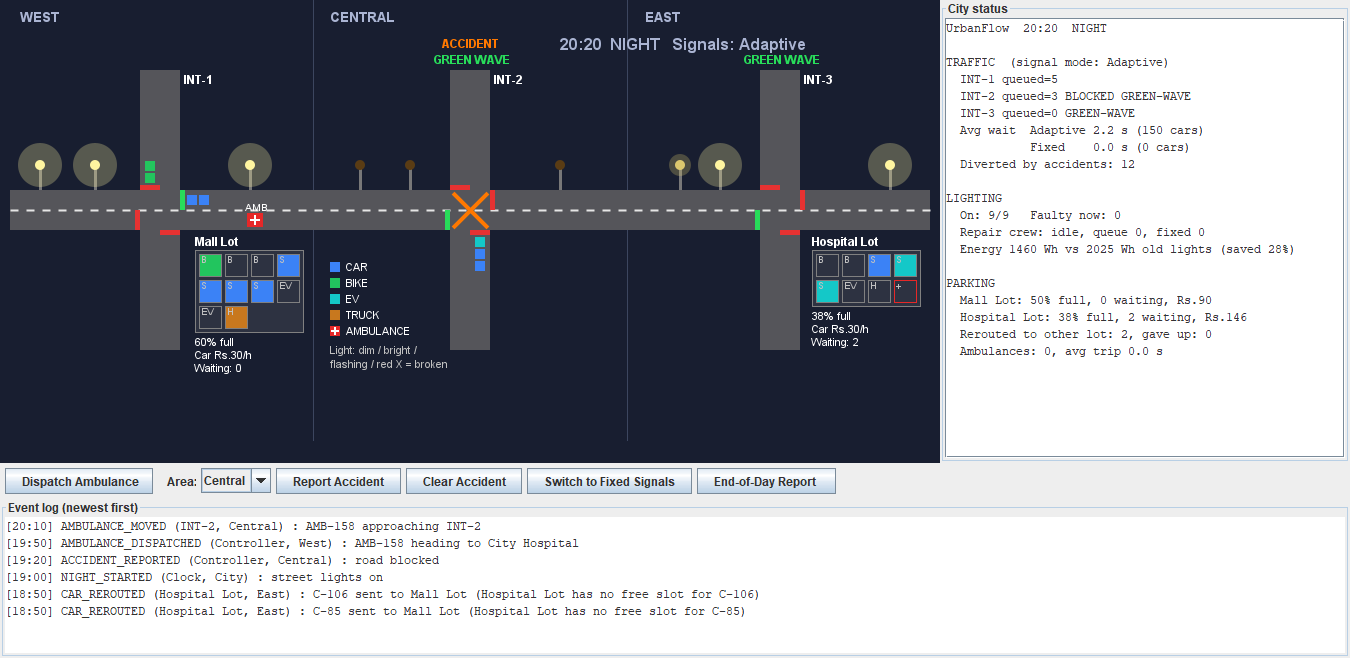 WEST
CENTRAL
EAST
ACCIDENT
20:20 NIGHT Signals: Adaptive
GREEN WAVE
GREEN WAVE
INT-1
INT-2
INT-3
AMB
Mall Lot
B B B S
S S S EV
EV H
60% full
Car Rs.30/h
Waiting: 0
CAR
BIKE
EV
TRUCK
AMBULANCE
Light: dim / bright /
flashing / red X = broken
Hospital Lot
B B S S
S EV H +
38% full
Car Rs.30/h
Waiting: 2
City status
UrbanFlow 20:20 NIGHT
TRAFFIC (signal mode: Adaptive)
INT-1 queued=5
INT-2 queued=3 BLOCKED GREEN-WAVE
INT-3 queued=0 GREEN-WAVE
Avg wait Adaptive 2.2 s (150 cars)
Fixed 0.0 s (0 cars)
Diverted by accidents: 12
LIGHTING
On: 9/9 Faulty now: 0
Repair crew: idle, queue 0, fixed 0
Energy 1460 Wh vs 2025 Wh old lights (saved 28%)
PARKING
Mall Lot: 50% full, 0 waiting, Rs.90
Hospital Lot: 38% full, 2 waiting, Rs.146
Rerouted to other lot: 2, gave up: 0
Ambulances: 0, avg trip 0.0 s
Dispatch Ambulance Area: Central Report Accident Clear Accident Switch to Fixed Signals End-of-Day Report
Event log (newest first)
[20:10] AMBULANCE_MOVED (INT-2, Central) : AMB-158 approaching INT-2
[19:50] AMBULANCE_DISPATCHED (Controller, West) : AMB-158 heading to City Hospital
[19:20] ACCIDENT_REPORTED (Controller, Central) : road blocked
[19:00] NIGHT_STARTED (Clock, City) : street lights on
[18:50] CAR_REROUTED (Hospital Lot, East) : C-106 sent to Mall Lot (Hospital Lot has no free slot for C-106)
[18:50] CAR_REROUTED (Hospital Lot, East) : C-85 sent to Mall Lot (Hospital Lot has no free slot for C-85)